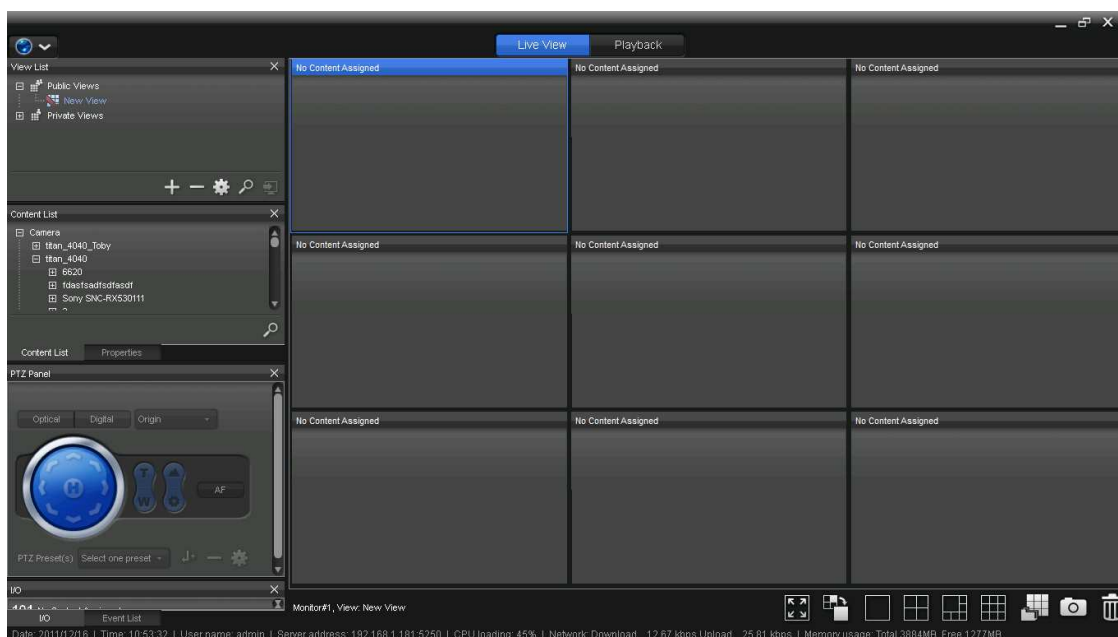 Live View
Playback
View List
Public Views
New View
Private Views
Content List
Camera
titan_4040_Toby
titan_4040
6620
fdasfsadfsdfasdf
Sony SNC-RX530111
Content List
Properties
PTZ Panel
Optical
Digital
Origin
T
W
H
AF
PTZ Preset(s)
Select one preset
I/O
I/O
Event List
No Content Assigned
No Content Assigned
No Content Assigned
No Content Assigned
No Content Assigned
No Content Assigned
No Content Assigned
No Content Assigned
No Content Assigned
Monitor#1, View: New View
Date: 2011/12/16 | Time: 10:53:32 | User name: admin | Server address: 192.168.1.181:5250 | CPU loading: 45% | Network: Download 12.67 kbps Upload 25.81 kbps | Memory usage: Total 3884MB, Free 1277MB